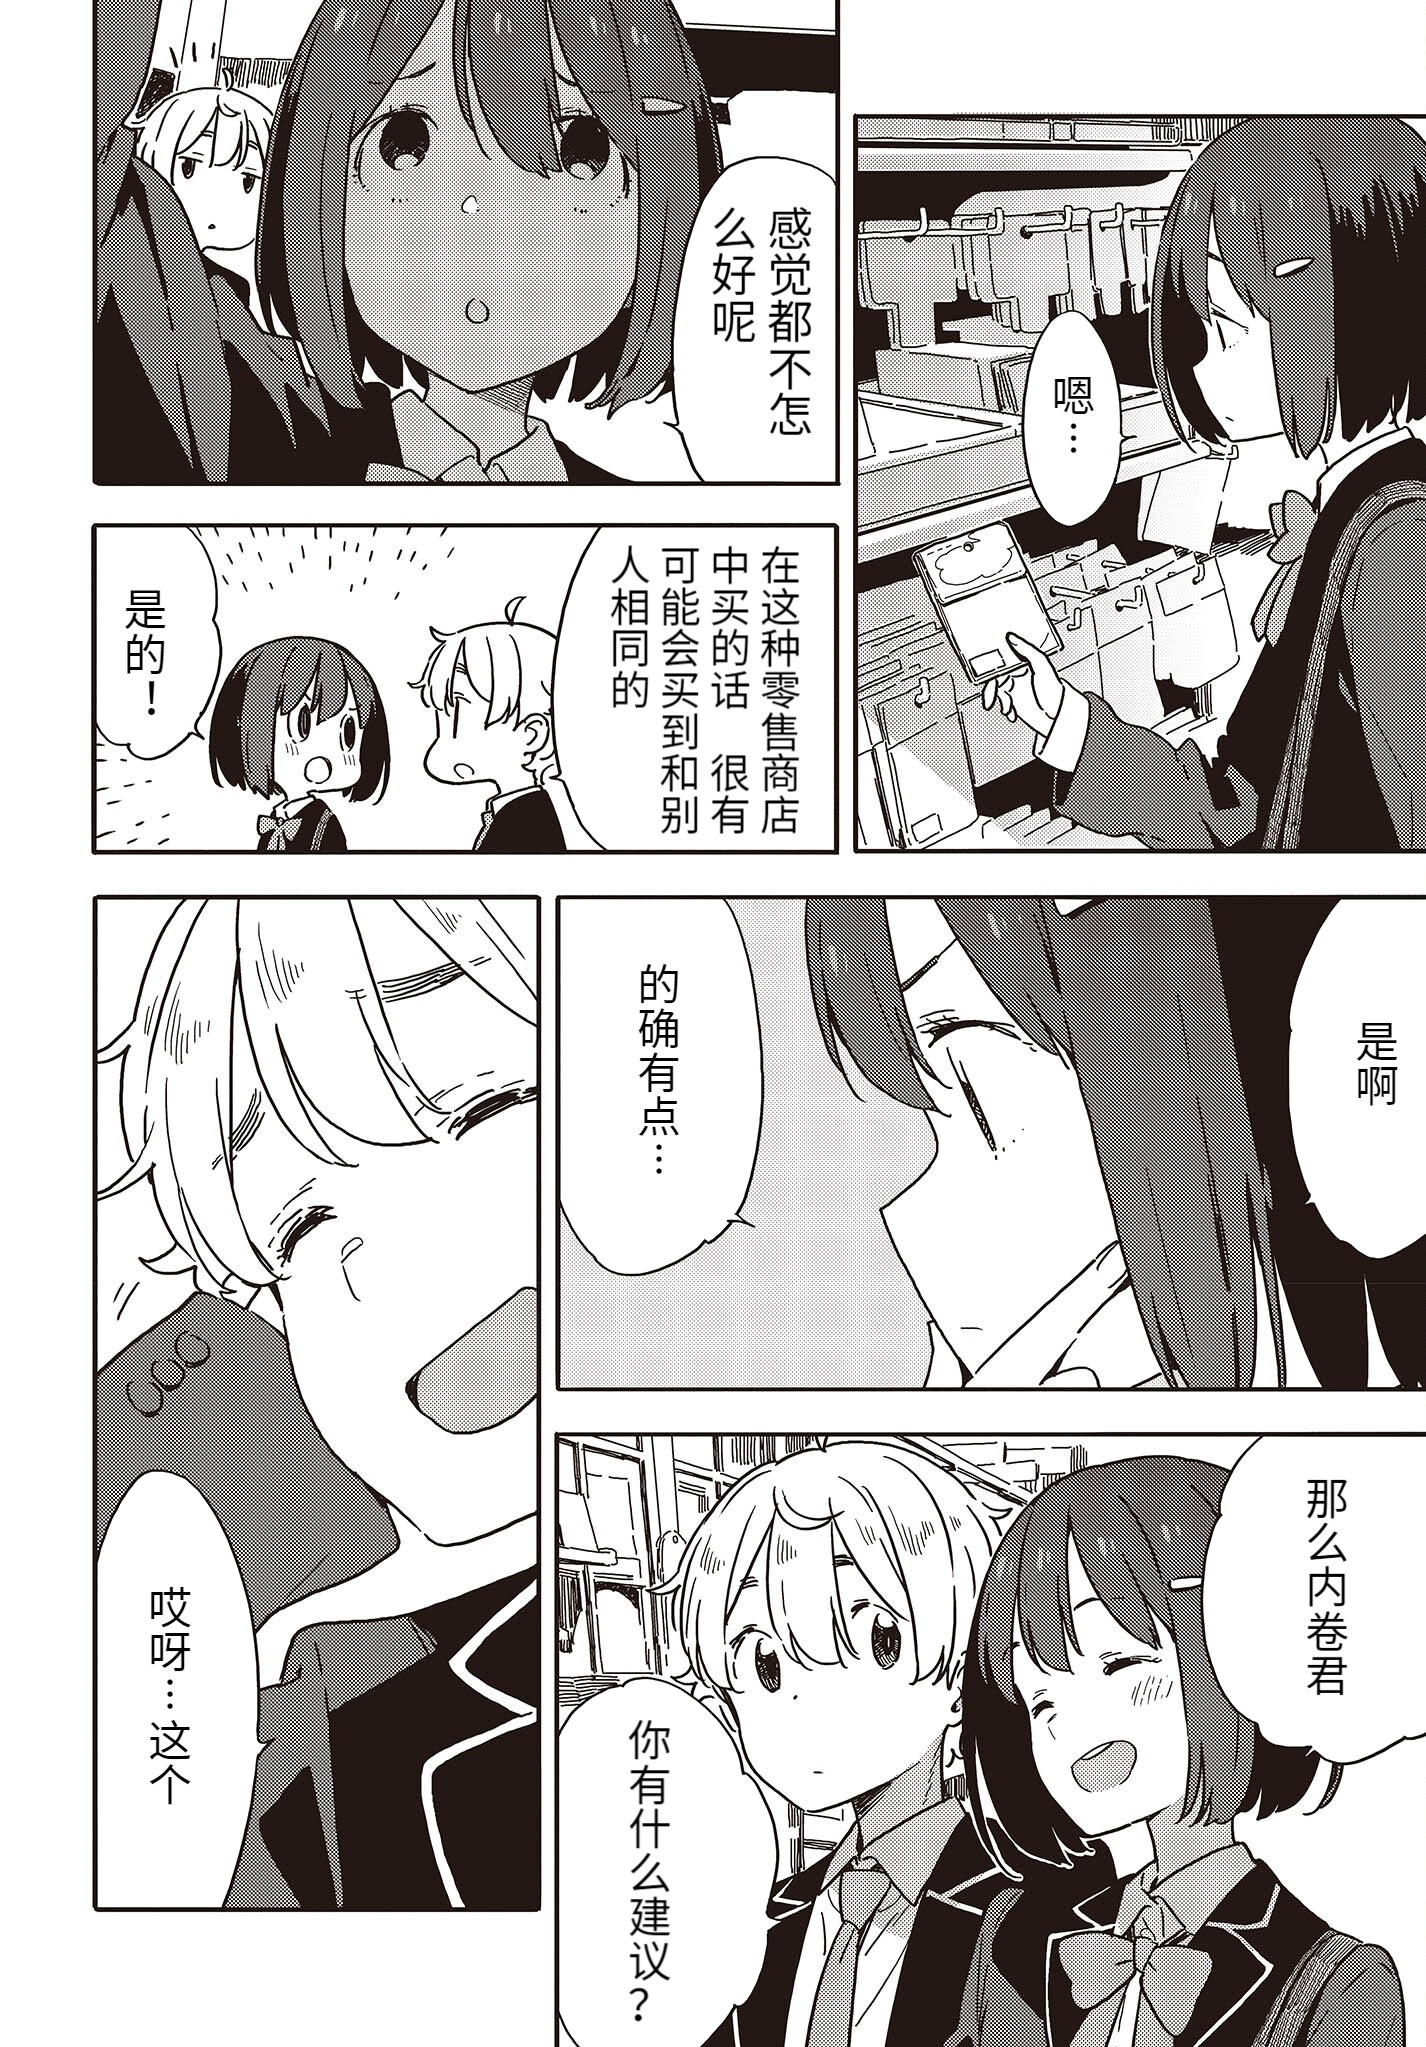 嗯…
感觉都不怎
么好呢
在这种零售商店
中买的话 很有
可能会买到和别
人相同的
是的！
是啊
的确有点…
那么内卷君
你有什么建议？
哎呀…这个